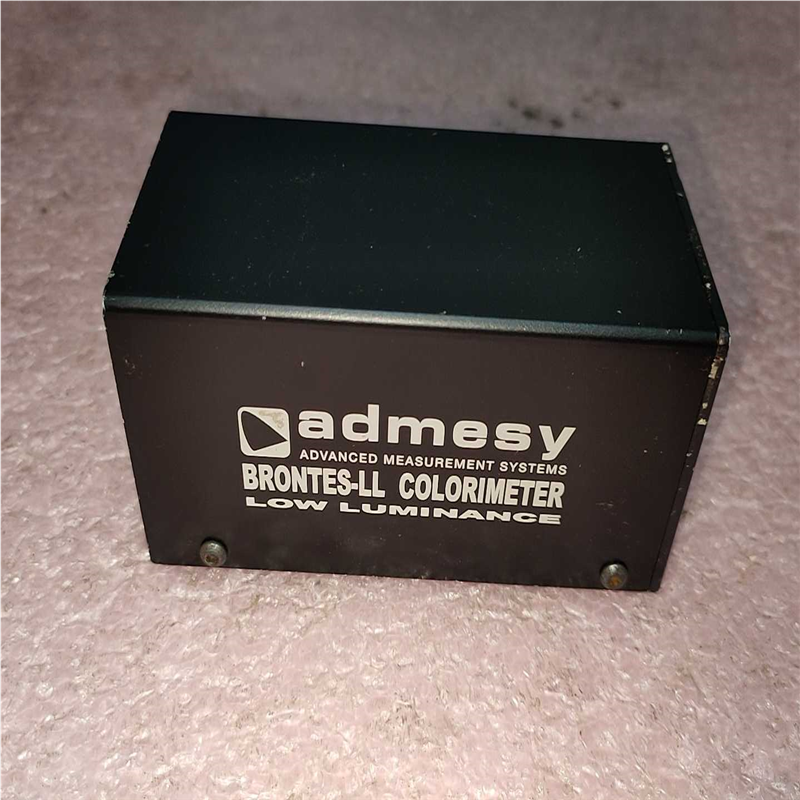 admesy
ADVANCED MEASUREMENT SYSTEMS
BRONTES-LL COLORIMETER
LOW LUMINANCE